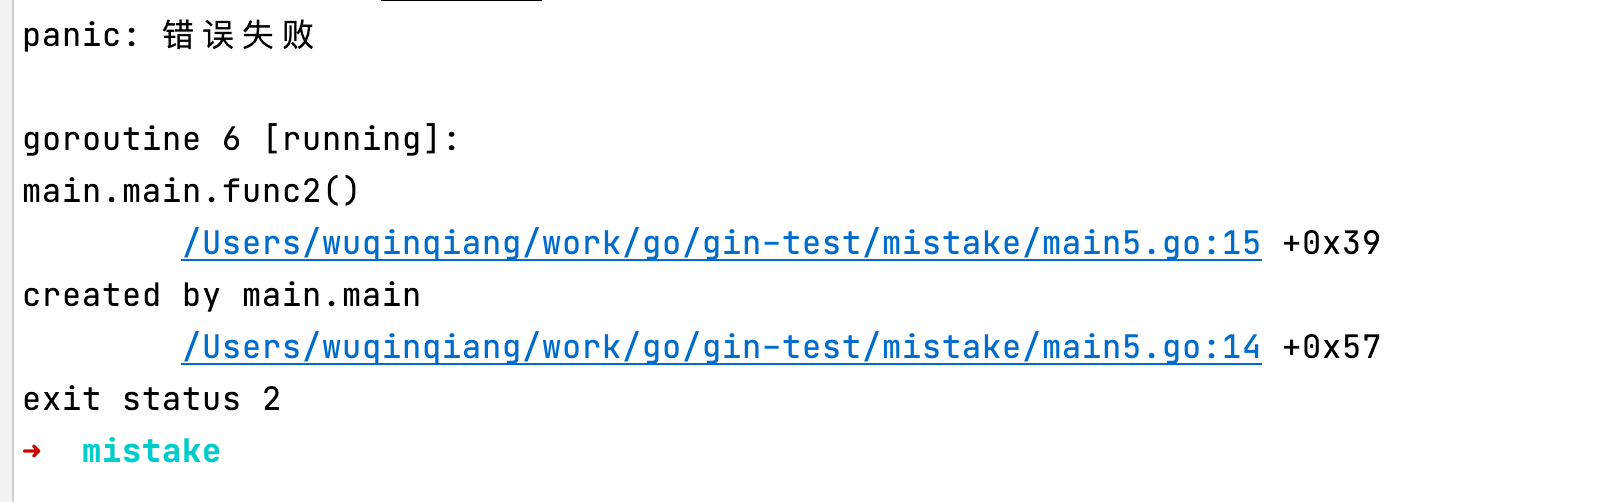 panic: 错误失败
goroutine 6 [running]:
main.main.func2()
/Users/wuqinqiang/work/go/gin-test/mistake/main5.go:15 +0x39
created by main.main
/Users/wuqinqiang/work/go/gin-test/mistake/main5.go:14 +0x57
exit status 2
→ mistake